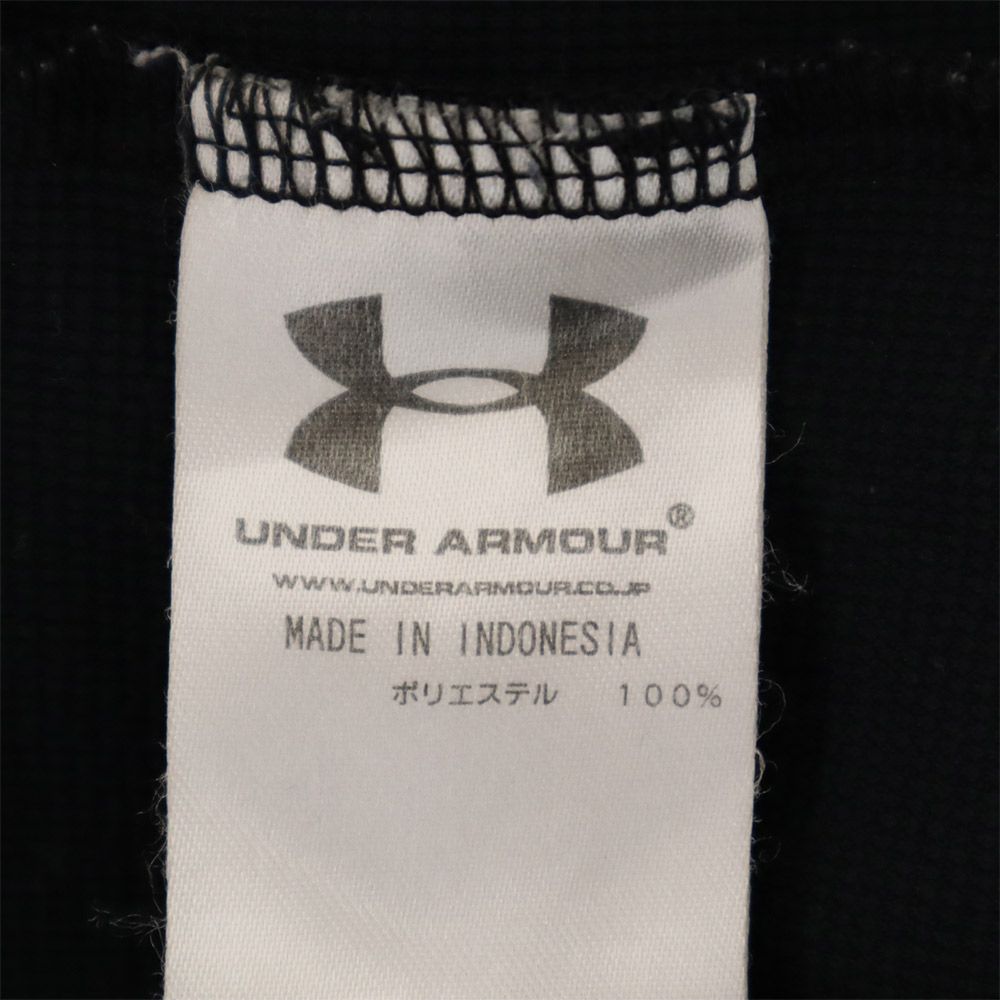 UNDER ARMOUR®
WWW.UNDERARMOUR.CO.JP
MADE IN INDONESIA
ポリエステル 100%